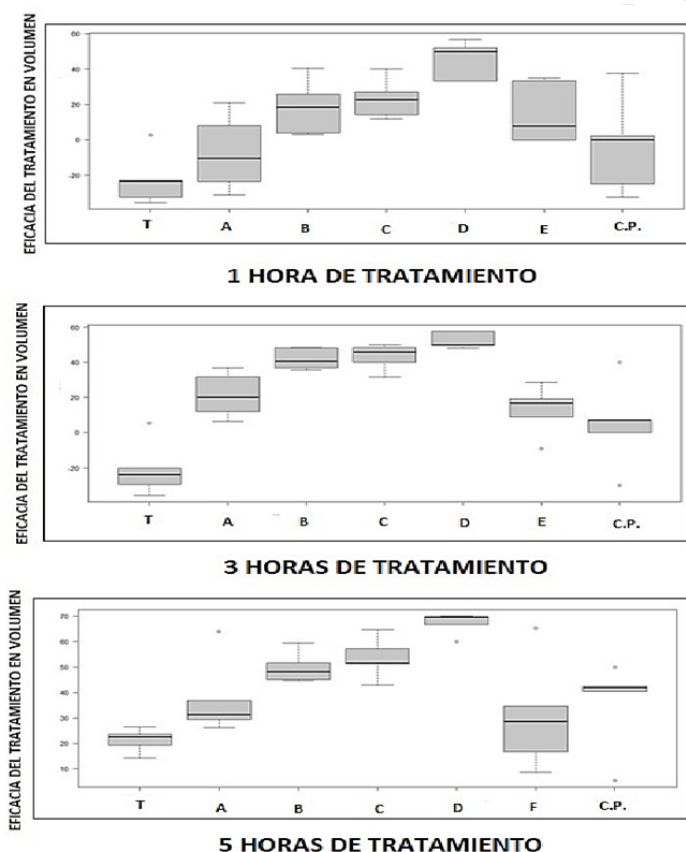 EFICACIA DEL TRATAMIENTO EN VOLUMEN
60
40
20
0
-20
T A B C D E C.P.
1 HORA DE TRATAMIENTO
EFICACIA DEL TRATAMIENTO EN VOLUMEN
60
40
20
0
-20
T A B C D E C.P.
3 HORAS DE TRATAMIENTO
EFICACIA DEL TRATAMIENTO EN VOLUMEN
70
60
50
40
30
20
10
T A B C D F C.P.
5 HORAS DE TRATAMIENTO